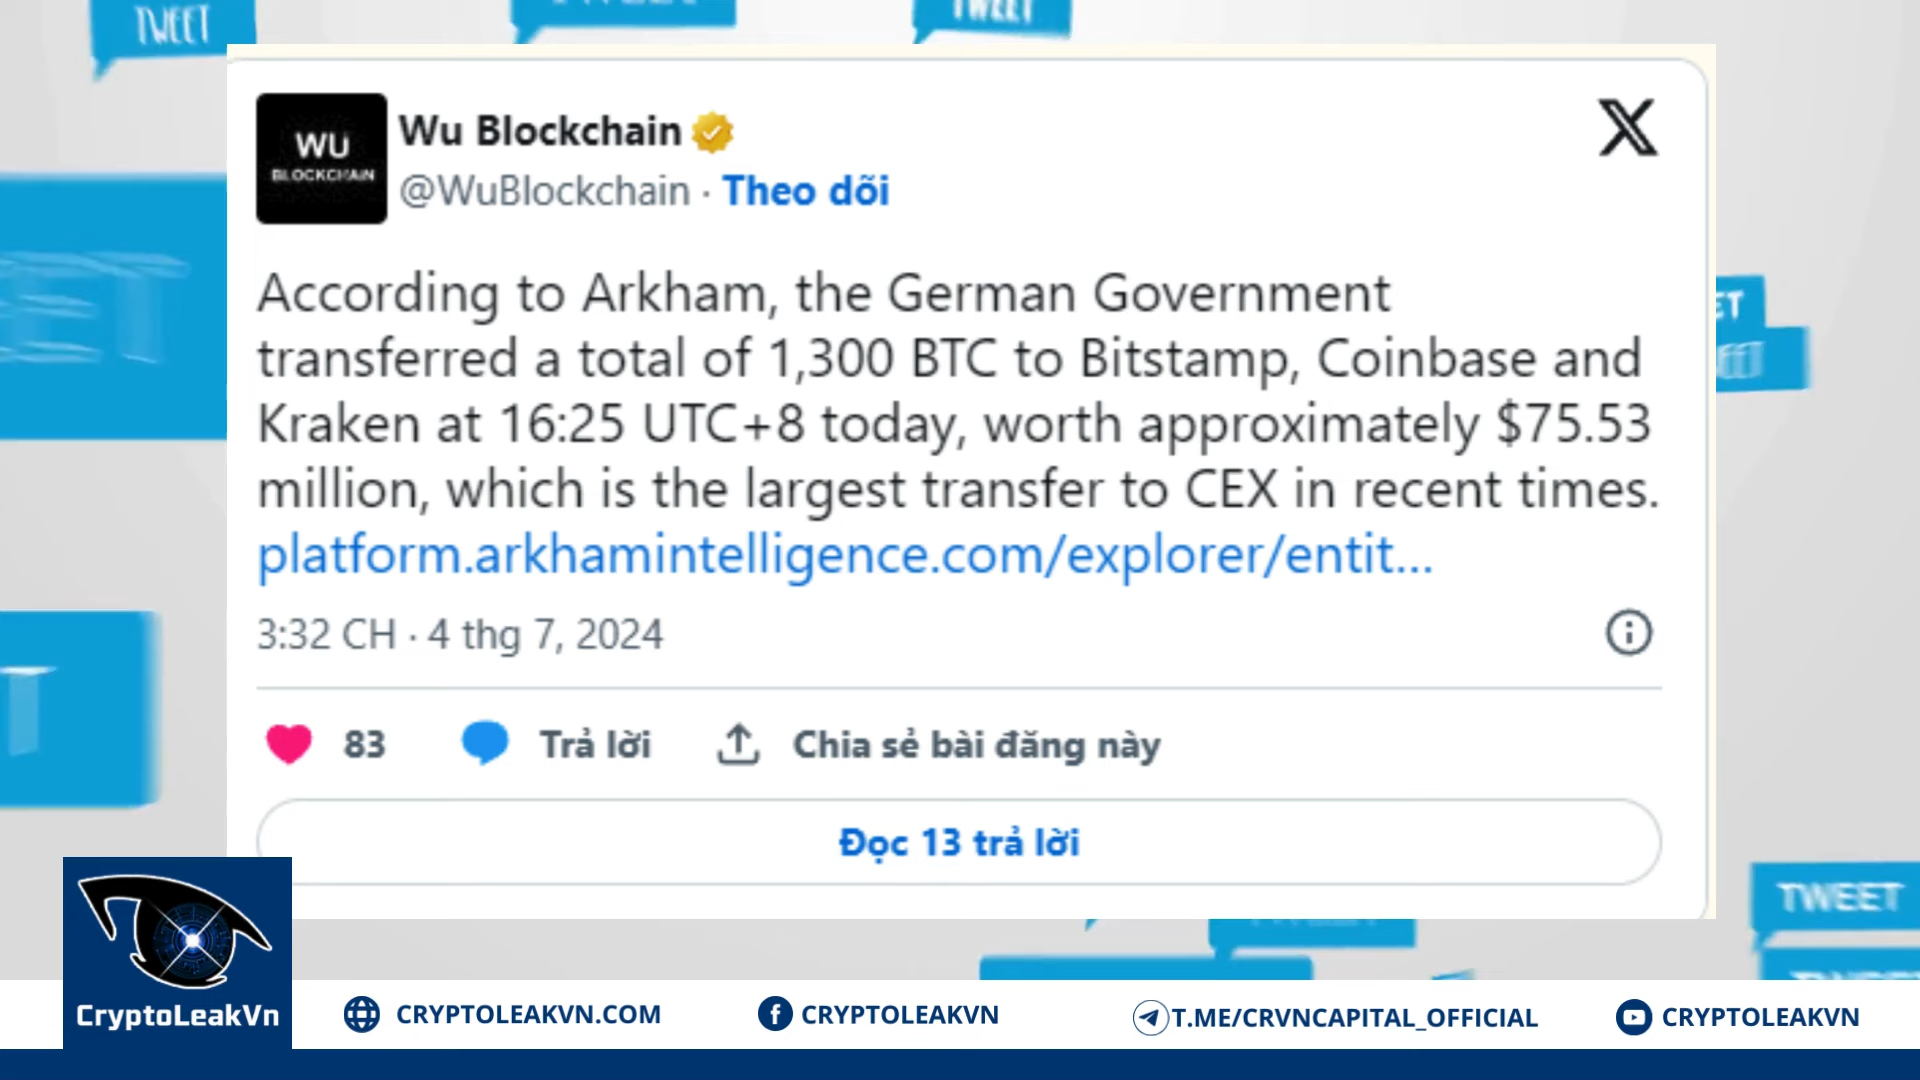 TWEET
TWEET
WU
BLOCKCHAIN
Wu Blockchain
@WuBlockchain · Theo dõi
According to Arkham, the German Government
transferred a total of 1,300 BTC to Bitstamp, Coinbase and
Kraken at 16:25 UTC+8 today, worth approximately $75.53
million, which is the largest transfer to CEX in recent times.
platform.arkhamintelligence.com/explorer/entit...
3:32 CH · 4 thg 7, 2024
83 Trả lời Chia sẻ bài đăng này
Đọc 13 trả lời
TWEET
CryptoLeakVn
CRYPTOLEAKVN.COM
CRYPTOLEAKVN
T.ME/CRVNCAPITAL_OFFICIAL
CRYPTOLEAKVN